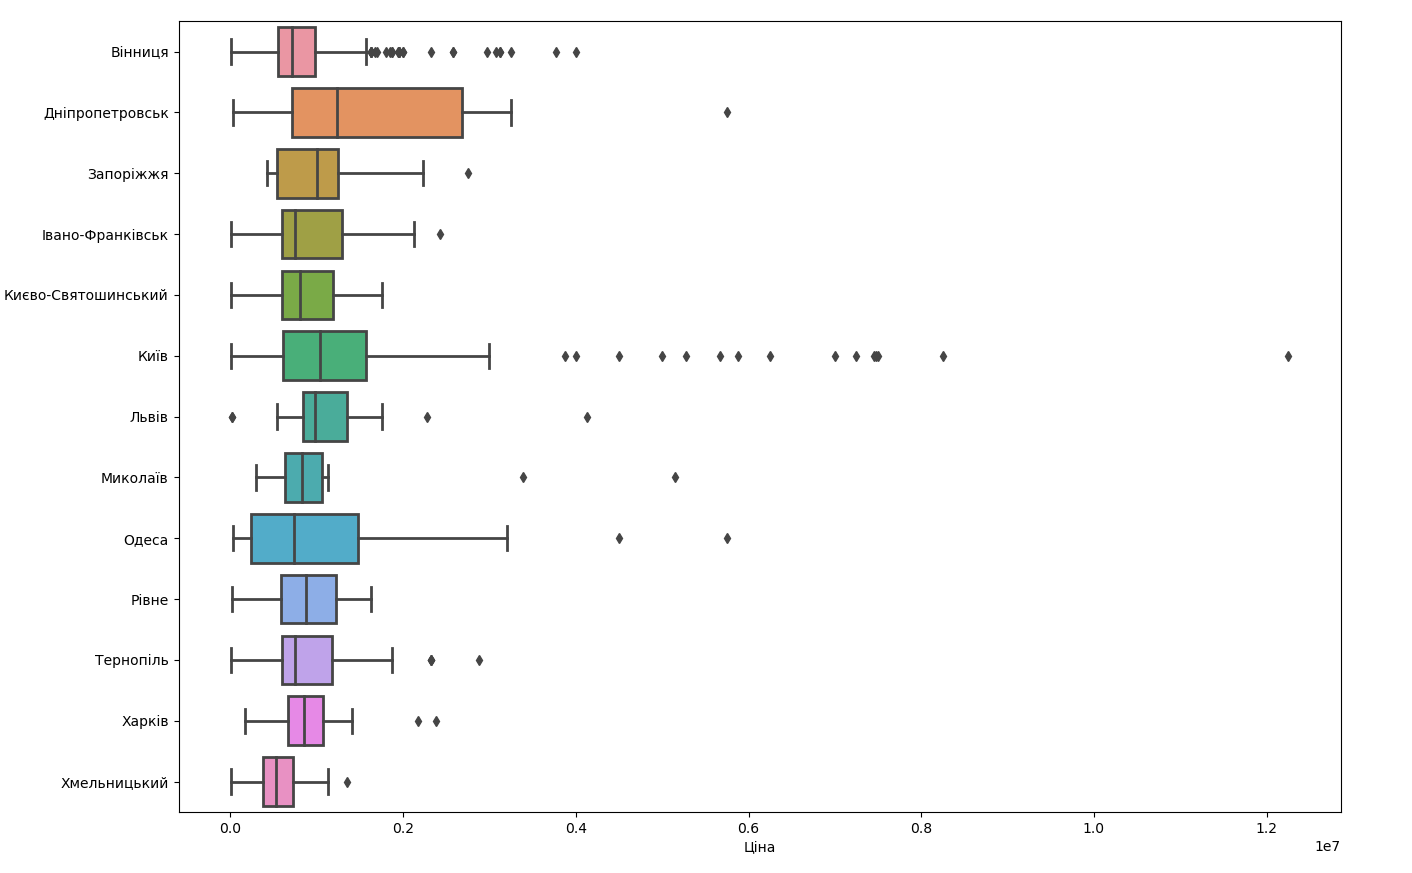 Вінниця
Дніпропетровськ
Запоріжжя
Івано-Франківськ
Києво-Святошинський
Київ
Львів
Миколаїв
Одеса
Рівне
Тернопіль
Харків
Хмельницький
0.0 0.2 0.4 0.6 0.8 1.0 1.2
Ціна
1e7